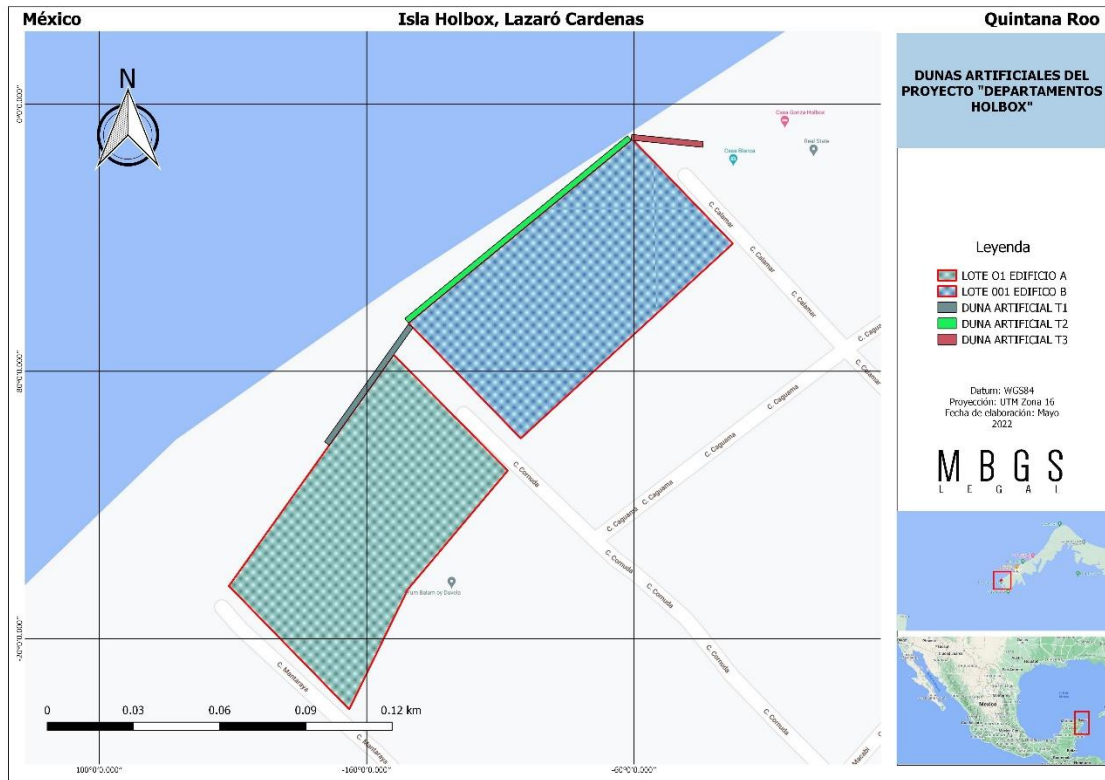 México
Isla Holbox, Lazaró Cardenas
Quintana Roo
DUNAS ARTIFICIALES DEL
PROYECTO "DEPARTAMENTOS
HOLBOX"
N
0°0'0.000"
80°0'0.000"
-20°0'0.000"
100°0'0.000"
-160°0'0.000"
-60°0'0.000"
Casa Garza Holbox
Casa Blanca
Real State
C. Calamar
C. Calamar
C. Calamar
C. Calamar
C. Caguama
C. Caguama
C. Caguama
C. Caguama
C. Cornuda
C. Cornuda
C. Cornuda
C. Cornuda
C. Cornuda
C. Mantaraya
C. Mantaraya
Macabi
0 0.03 0.06 0.09 0.12 km
Leyenda
LOTE O1 EDIFICIO A
LOTE 001 EDIFICO B
DUNA ARTIFICIAL T1
DUNA ARTIFICIAL T2
DUNA ARTIFICIAL T3
Datum: WGS84
Proyección: UTM Zona 16
Fecha de elaboración: Mayo
2022
MBGS
LEGAL
México